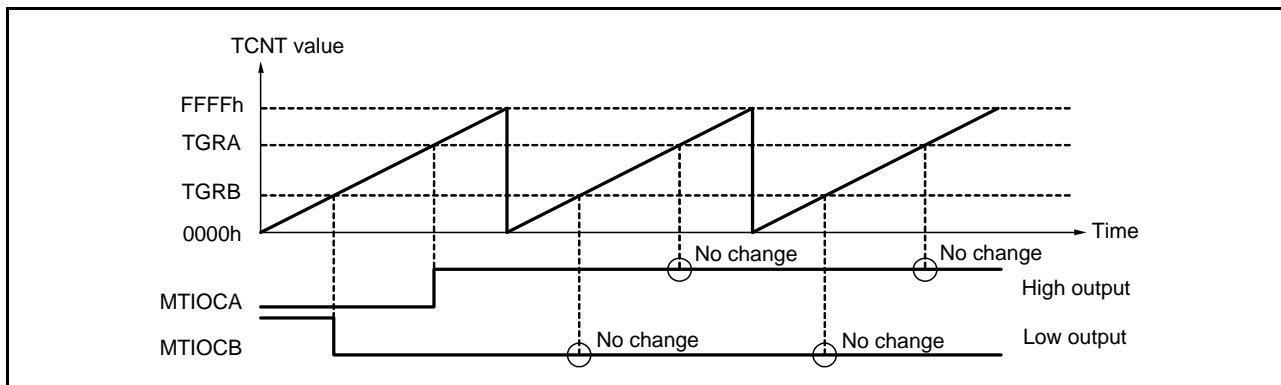 TCNT value
FFFFh
TGRA
TGRB
0000h
Time
No change
No change
MTIOCA
High output
No change
No change
MTIOCB
Low output